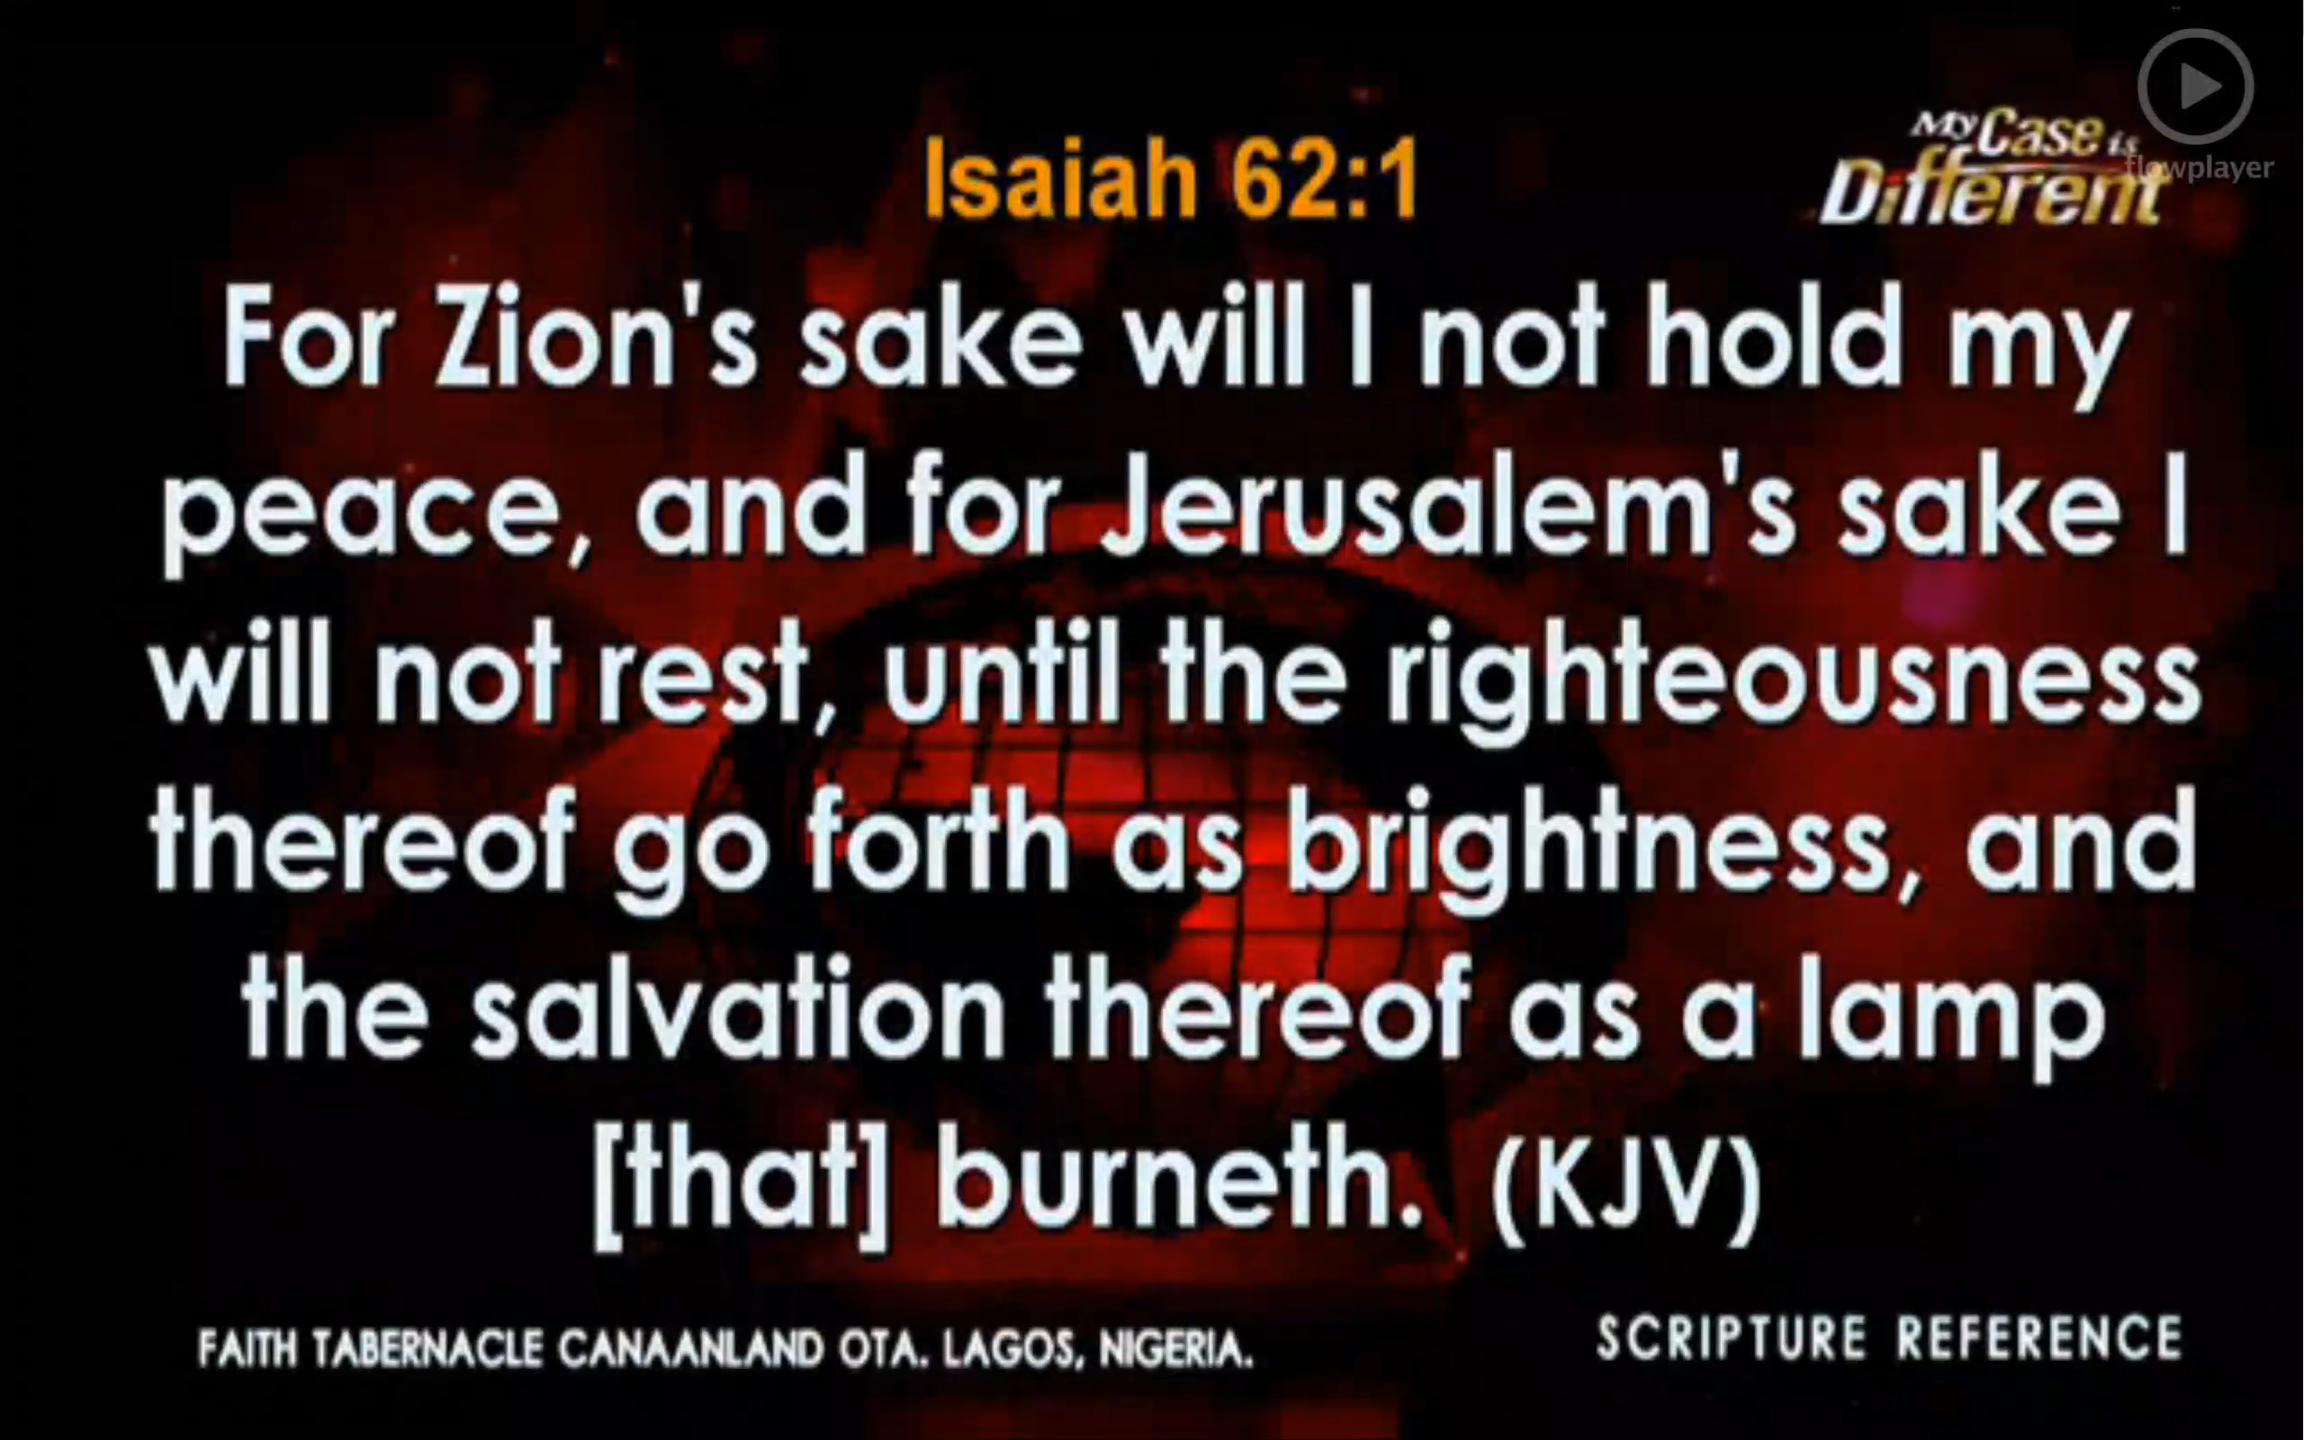 Isaiah 62:1
My Case is
Different
flowplayer
For Zion's sake will I not hold my
peace, and for Jerusalem's sake I
will not rest, until the righteousness
thereof go forth as brightness, and
the salvation thereof as a lamp
[that] burneth. (KJV)
FAITH TABERNACLE CANAANLAND OTA. LAGOS, NIGERIA.
SCRIPTURE REFERENCE